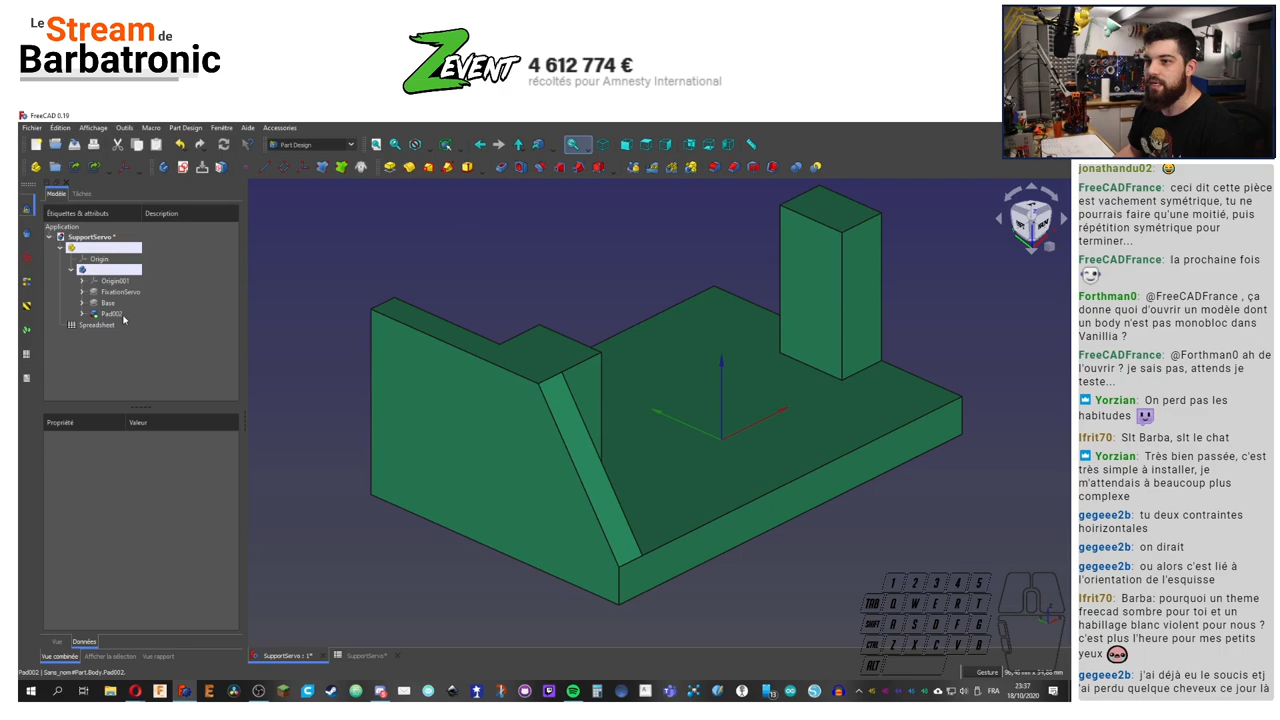 Le
Stream de
Barbatronic
ZEVENT
4 612 774 €
récoltés pour Amnesty International
FreeCAD 0.19
Fichier Édition Affichage Outils Macro Part Design Fenêtre Aide Accessories
Part Design
Modèle Tâches
Étiquettes & attributs Description
Application
SupportServo *
Origin
Origin001
FixationServo
Base
Pad002
Spreadsheet
Propriété Valeur
Vue Données
Vue combinée Afficher la sélection Vue rapport
SupportServo : 1*
SupportServo*
Pad002 | Sans_nom#Part.Body.Pad002.
Gesture
1 2 3 4 5
TAB Q W E R T
SHIFT A S D F G
CTRL Z X C V B
ALT
FRA
23:37
18/10/2020
jonathandu02:
FreeCADFrance: ceci dit cette pièce
est vachement symétrique, tu ne
pourrais faire qu'une moitié, puis
répétition symétrique pour
terminer...
FreeCADFrance: la prochaine fois
Forthman0: @FreeCADFrance , ça
donne quoi d'ouvrir un modèle dont
un body n'est pas monobloc dans
Vanillia ?
FreeCADFrance: @Forthman0 ah de
l'ouvrir ? je sais pas, attends je
teste...
Yorzian: On perd pas les
habitudes
Ifrit70: Slt Barba, slt le chat
Yorzian: Très bien passée, c'est
très simple à installer, je
m'attendais à beaucoup plus
complexe
gegeee2b: tu deux contraintes
hoirizontales
gegeee2b: on dirait
gegeee2b: ou alors c'est lié à
l'orientation de l'esquisse
Ifrit70: Barba: pourquoi un theme
freecad sombre pour toi et un
habillage blanc violent pour nous ?
c'est plus l'heure pour mes petits
yeux
gegeee2b: j'ai déjà eu le soucis etj
'ai perdu quelque cheveux ce jour là